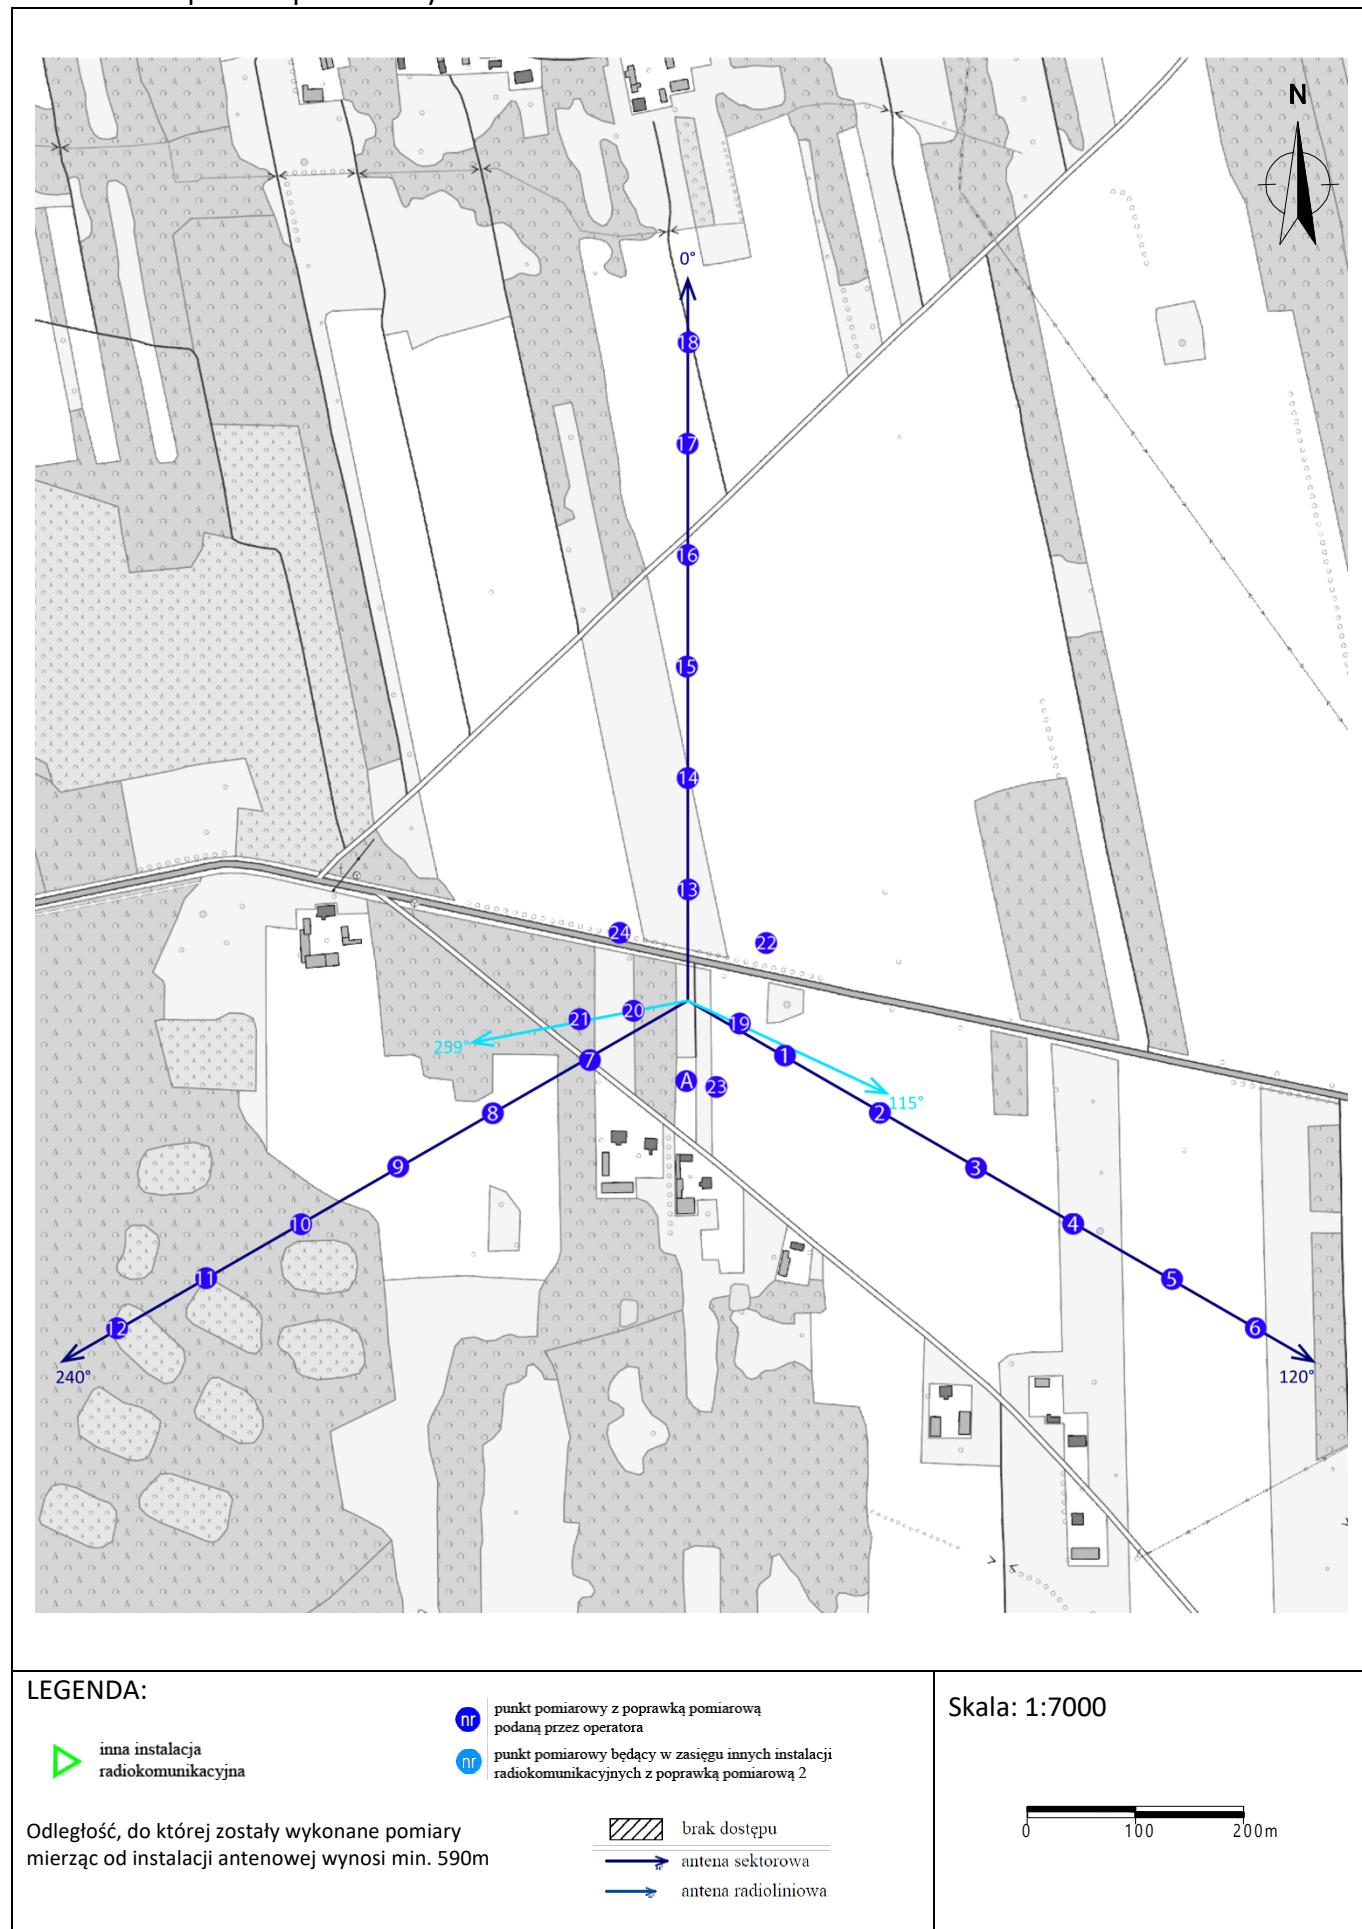 N
0°
18
17
16
15
14
13
24
22
20
21
19
259°
7
1
A
23
115°
8
2
9
3
10
4
11
5
12
6
240°
120°
LEGENDA:
inna instalacja
radiokomunikacyjna
nr
punkt pomiarowy z poprawką pomiarową
podaną przez operatora
nr
punkt pomiarowy będący w zasięgu innych instalacji
radiokomunikacyjnych z poprawką pomiarową 2
Odległość, do której zostały wykonane pomiary
mierząc od instalacji antenowej wynosi min. 590m
brak dostępu
antena sektorowa
antena radioliniowa
Skala: 1:7000
0 100 200m